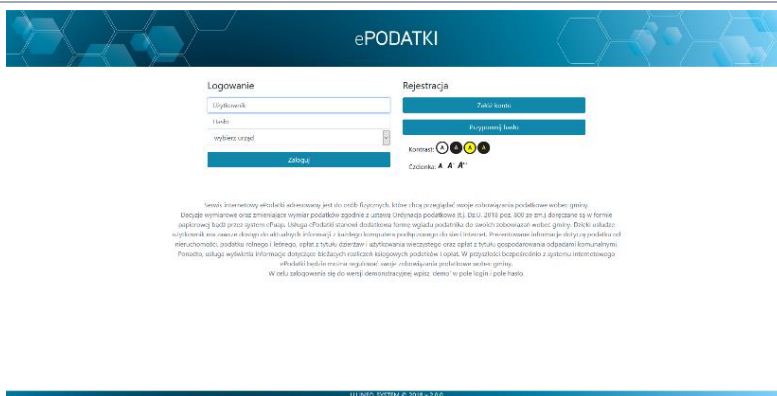 ePODATKI
Logowanie
Rejestracja
Użytkownik
Hasło
wybierz urząd
Zaloguj
Załóż konto
Przypomnij hasło
Kontrast: A A A A
Czcionka: A A+ A++
Serwis internetowy ePodatki adresowany jest do osób fizycznych, które chcą przeglądać swoje zobowiązania podatkowe wobec gminy.
Decyzje wymiarowe oraz zmieniające wymiar podatków zgodnie z ustawą Ordynacja podatkowa (t.j. Dz.U. 2018 poz. 800 ze zm.) doręczane są w formie
papierowej bądź przez system ePuap. Usługa ePodatki stanowi dodatkową formę wglądu podatnika do swoich zobowiązań wobec gminy. Dzięki usłudze
użytkownik ma zawsze dostęp do aktualnych informacji z każdego komputera podłączonego do sieci Internet. Prezentowane informacje dotyczą podatku od
nieruchomości, podatku rolnego i leśnego, opłat z tytułu dzierżaw i użytkowania wieczystego oraz opłat z tytułu gospodarowania odpadami komunalnymi.
Ponadto, usługa wyświetla informacje dotyczące bieżących rozliczeń księgowych podatków i opłat. W przyszłości bezpośrednio z systemu internetowego
ePodatki będzie można regulować swoje zobowiązania podatkowe wobec gminy.
W celu zalogowania się do wersji demonstracyjnej wpisz 'demo' w pole login i pole hasło.
U.I. INFO-SYSTEM © 2018 v 2.0.0